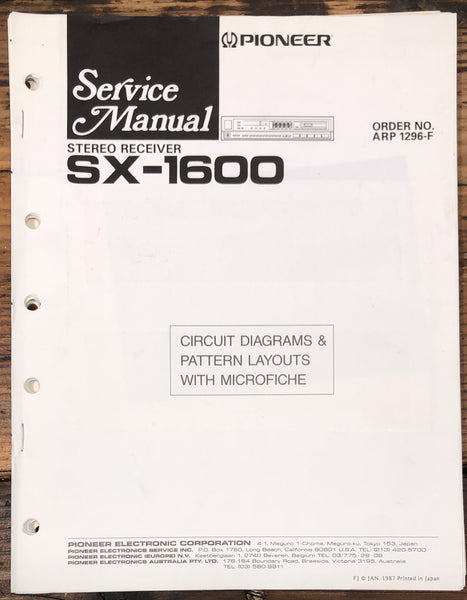 PIONEER
Service
Manual
ORDER NO.
ARP 1296-F
STEREO RECEIVER
SX-1600
CIRCUIT DIAGRAMS &
PATTERN LAYOUTS
WITH MICROFICHE
PIONEER ELECTRONIC CORPORATION 4-1, Meguro 1-Chome, Meguro-ku, Tokyo 153, Japan
PIONEER ELECTRONICS SERVICE INC. P.O. Box 1760, Long Beach, California 90801 U.S.A. TEL: (213) 420-5700
PIONEER ELECTRONIC (EUROPE) N.V. Keetberglaan 1, 2740 Beveren, Belgium TEL: 03/775-28-08
PIONEER ELECTRONICS AUSTRALIA PTY. LTD. 178-184 Boundary Road, Braeside, Victoria 3195, Australia
TEL: (03) 580-9911
FJ © JAN. 1987 Printed in Japan